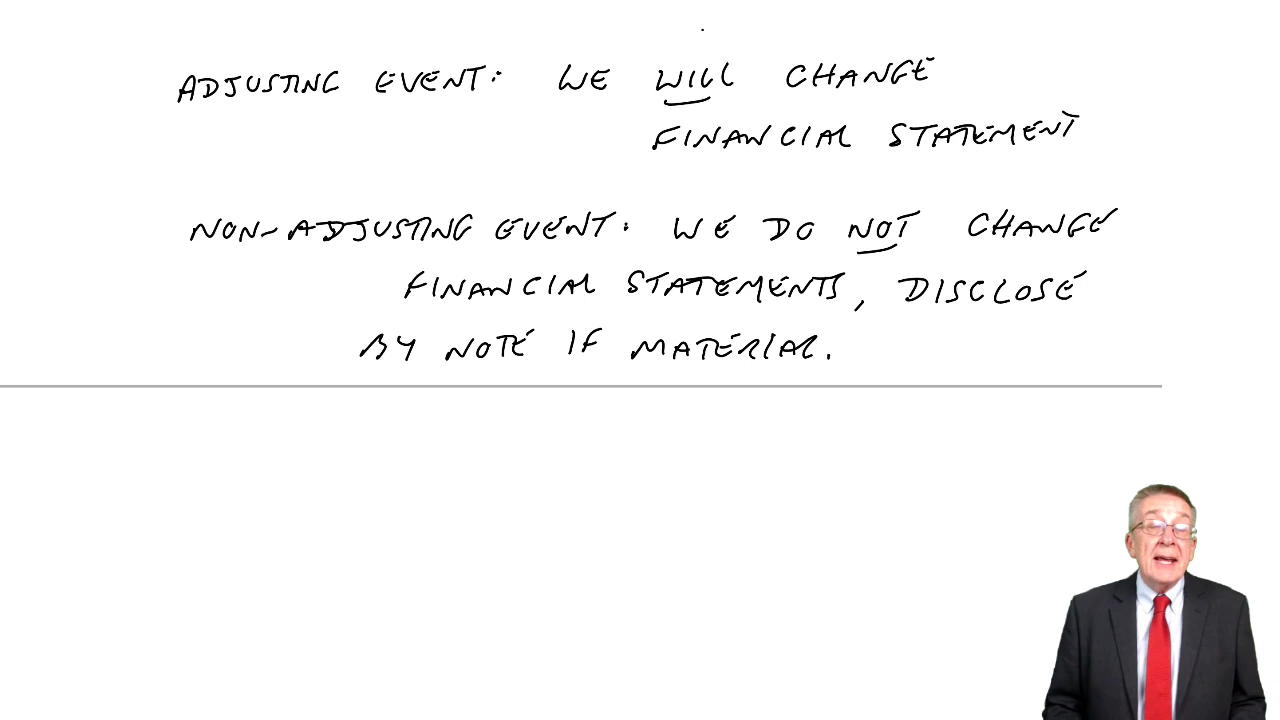 ADJUSTING EVENT: WE WILL CHANGE
FINANCIAL STATEMENT
NON-ADJUSTING EVENT: WE DO NOT CHANGE
FINANCIAL STATEMENTS, DISCLOSE
BY NOTE IF MATERIAL.